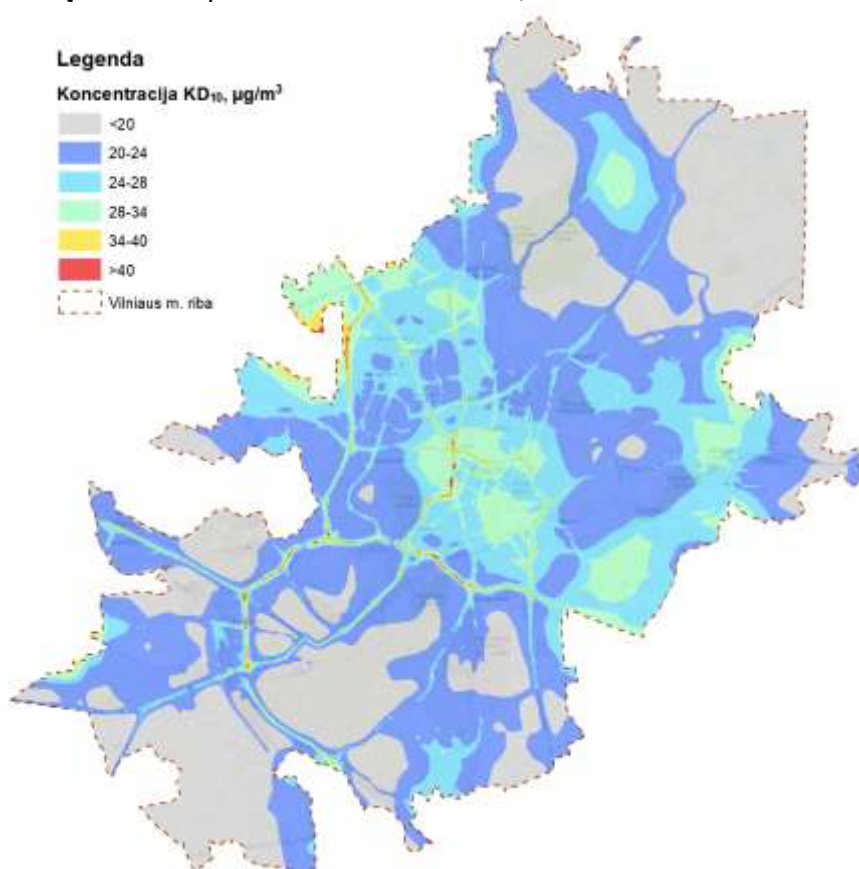 Legenda
Koncentracija KD₁₀, µg/m³
<20
20-24
24-28
28-34
34-40
>40
Vilniaus m. riba